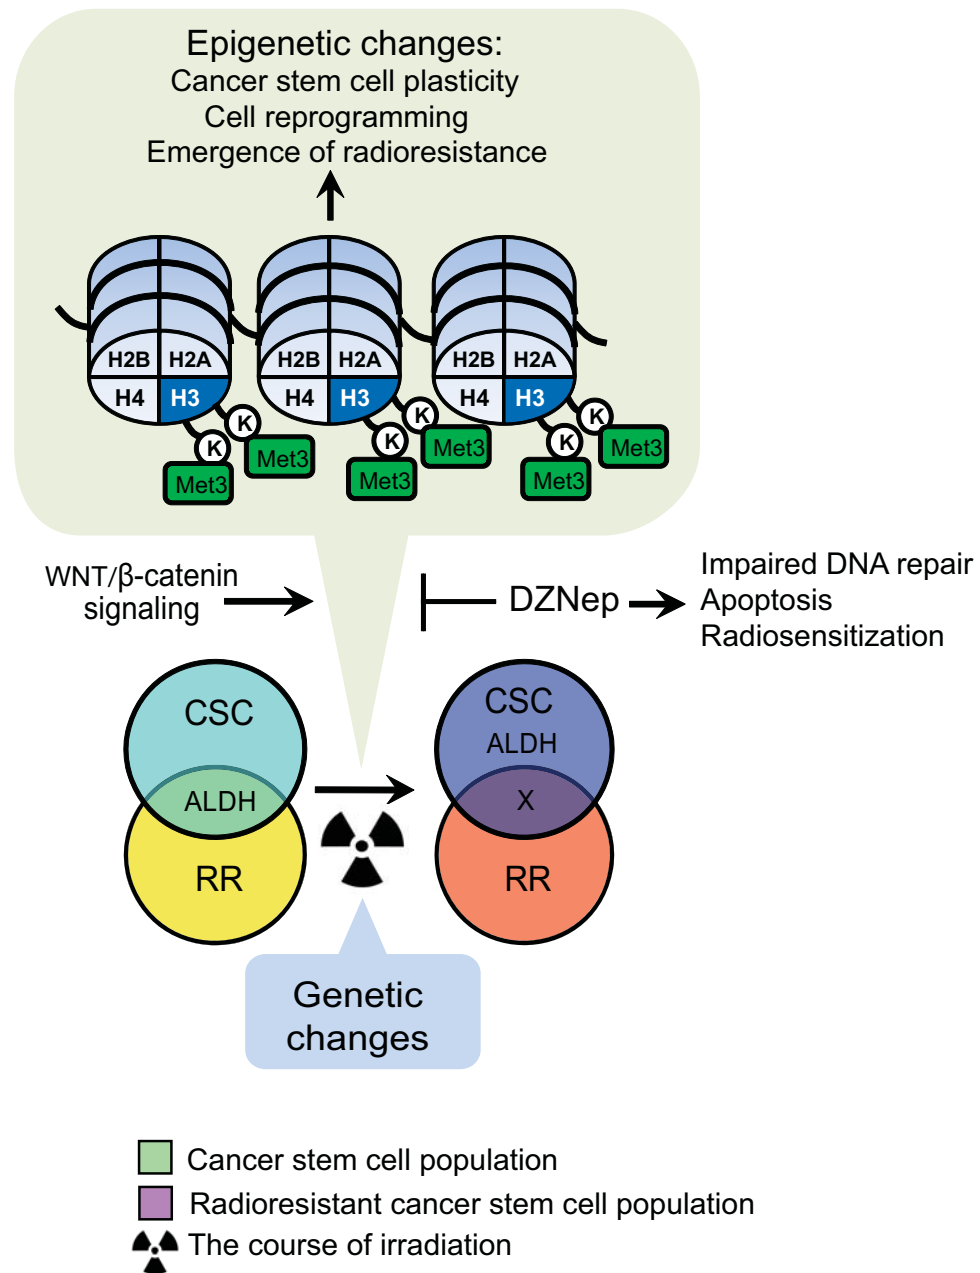 Epigenetic changes:
Cancer stem cell plasticity
Cell reprogramming
Emergence of radioresistance
H2B H2A H2B H2A H2B H2A
H4 H3 H4 H3 H4 H3
K K K K K K
Met3 Met3 Met3 Met3 Met3 Met3
WNT/β-catenin
signaling
DZNep
Impaired DNA repair
Apoptosis
Radiosensitization
CSC
ALDH
RR
CSC
ALDH
X
RR
Genetic
changes
Cancer stem cell population
Radioresistant cancer stem cell population
The course of irradiation